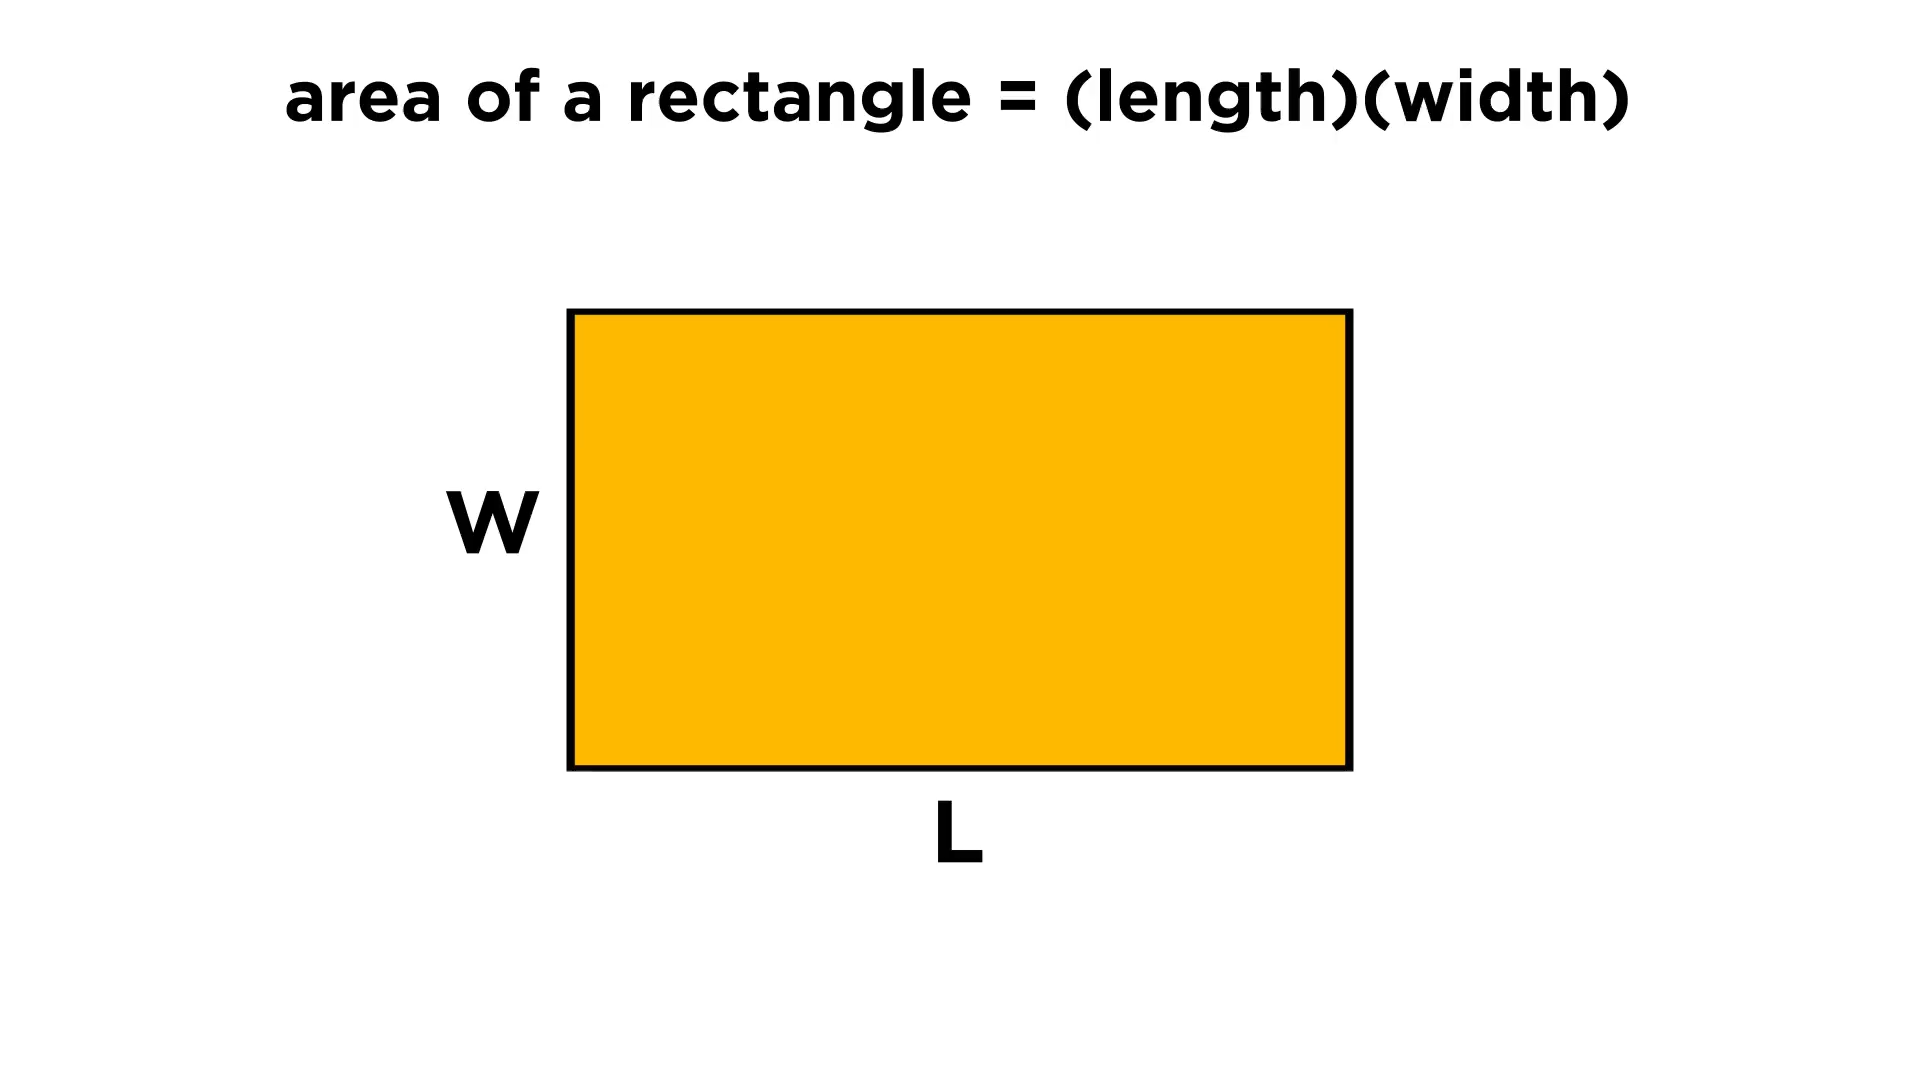 area of a rectangle = (length)(width)
W
L